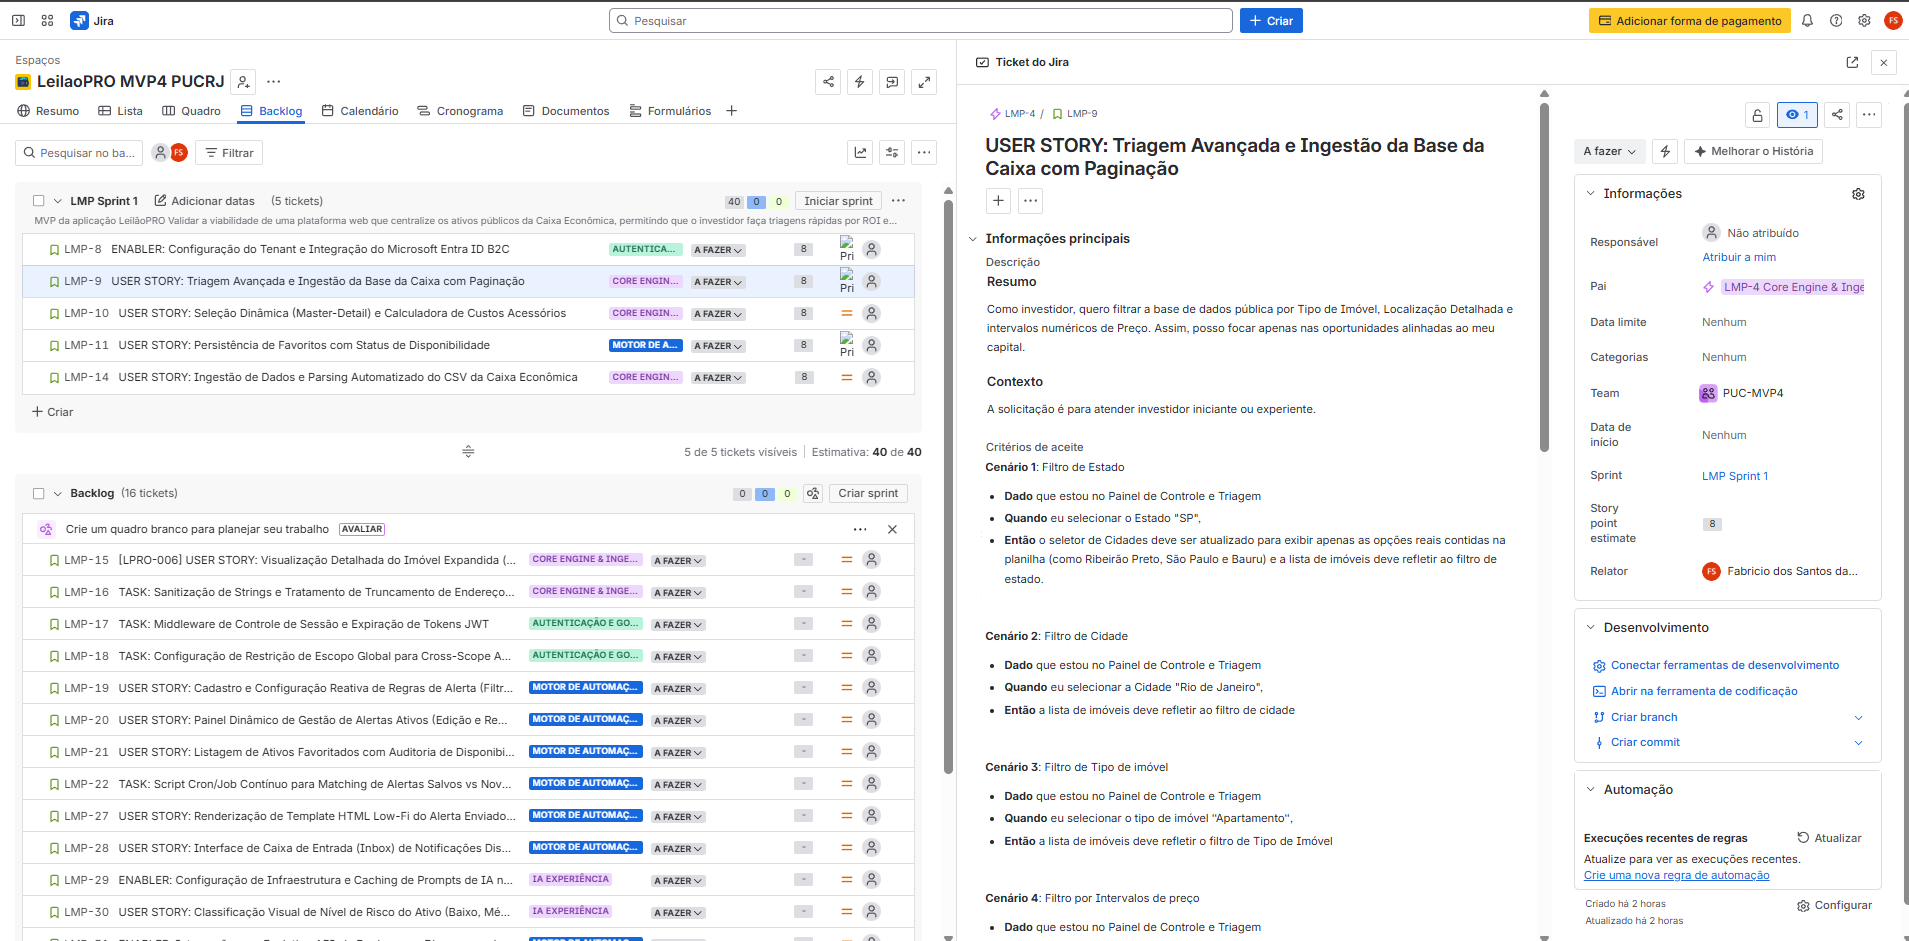 Jira
Pesquisar
Criar
Adicionar forma de pagamento
FS
Espaços
LeilaoPRO MVP4 PUCRJ
Resumo
Lista
Quadro
Backlog
Calendário
Cronograma
Documentos
Formulários
Pesquisar no ba...
FS
Filtrar
LMP Sprint 1
Adicionar datas
(5 tickets)
40 0 0
Iniciar sprint
MVP da aplicação LeilãoPRO Validar a viabilidade de uma plataforma web que centralize os ativos públicos da Caixa Econômica, permitindo que o investidor faça triagens rápidas por ROI e...
LMP-8 ENABLER: Configuração do Tenant e Integração do Microsoft Entra ID B2C AUTENTICA... A FAZER 8 Pri
LMP-9 USER STORY: Triagem Avançada e Ingestão da Base da Caixa com Paginação CORE ENGIN... A FAZER 8 Pri
LMP-10 USER STORY: Seleção Dinâmica (Master-Detail) e Calculadora de Custos Acessórios CORE ENGIN... A FAZER 8
LMP-11 USER STORY: Persistência de Favoritos com Status de Disponibilidade MOTOR DE A... A FAZER 8 Pri
LMP-14 USER STORY: Ingestão de Dados e Parsing Automatizado do CSV da Caixa Econômica CORE ENGIN... A FAZER 8
Criar
5 de 5 tickets visíveis | Estimativa: 40 de 40
Backlog (16 tickets)
0 0 0
Criar sprint
Crie um quadro branco para planejar seu trabalho AVALIAR
LMP-15 [LPRO-006] USER STORY: Visualização Detalhada do Imóvel Expandida (... CORE ENGINE & INGE... A FAZER -
LMP-16 TASK: Sanitização de Strings e Tratamento de Truncamento de Endereço... CORE ENGINE & INGE... A FAZER -
LMP-17 TASK: Middleware de Controle de Sessão e Expiração de Tokens JWT AUTENTICAÇÃO E GO... A FAZER -
LMP-18 TASK: Configuração de Restrição de Escopo Global para Cross-Scope A... AUTENTICAÇÃO E GO... A FAZER -
LMP-19 USER STORY: Cadastro e Configuração Reativa de Regras de Alerta (Filtr... MOTOR DE AUTOMAÇ... A FAZER -
LMP-20 USER STORY: Painel Dinâmico de Gestão de Alertas Ativos (Edição e Re... MOTOR DE AUTOMAÇ... A FAZER -
LMP-21 USER STORY: Listagem de Ativos Favoritados com Auditoria de Disponibi... MOTOR DE AUTOMAÇ... A FAZER -
LMP-22 TASK: Script Cron/Job Contínuo para Matching de Alertas Salvos vs Nov... MOTOR DE AUTOMAÇ... A FAZER -
LMP-27 USER STORY: Renderização de Template HTML Low-Fi do Alerta Enviado... MOTOR DE AUTOMAÇ... A FAZER -
LMP-28 USER STORY: Interface de Caixa de Entrada (Inbox) de Notificações Dis... MOTOR DE AUTOMAÇ... A FAZER -
LMP-29 ENABLER: Configuração de Infraestrutura e Caching de Prompts de IA n... IA EXPERIÊNCIA A FAZER -
LMP-30 USER STORY: Classificação Visual de Nível de Risco do Ativo (Baixo, Mé... IA EXPERIÊNCIA A FAZER -
Ticket do Jira
LMP-4 / LMP-9
USER STORY: Triagem Avançada e Ingestão da Base da
Caixa com Paginação
Informações principais
Descrição
Resumo
Como investidor, quero filtrar a base de dados pública por Tipo de Imóvel, Localização Detalhada e
intervalos numéricos de Preço. Assim, posso focar apenas nas oportunidades alinhadas ao meu
capital.
Contexto
A solicitação é para atender investidor iniciante ou experiente.
Critérios de aceite
Cenário 1: Filtro de Estado
• Dado que estou no Painel de Controle e Triagem
• Quando eu selecionar o Estado "SP",
• Então o seletor de Cidades deve ser atualizado para exibir apenas as opções reais contidas na
planilha (como Ribeirão Preto, São Paulo e Bauru) e a lista de imóveis deve refletir ao filtro de
estado.
Cenário 2: Filtro de Cidade
• Dado que estou no Painel de Controle e Triagem
• Quando eu selecionar a Cidade "Rio de Janeiro",
• Então a lista de imóveis deve refletir ao filtro de cidade
Cenário 3: Filtro de Tipo de imóvel
• Dado que estou no Painel de Controle e Triagem
• Quando eu selecionar o tipo de imóvel "Apartamento",
• Então a lista de imóveis deve refletir o filtro de Tipo de Imóvel
Cenário 4: Filtro por Intervalos de preço
• Dado que estou no Painel de Controle e Triagem
1
A fazer
Melhorar o História
Informações
Responsável
Não atribuído
Atribuir a mim
Pai
LMP-4 Core Engine & Inge
Data limite
Nenhum
Categorias
Nenhum
Team
PUC-MVP4
Data de
início
Nenhum
Sprint
LMP Sprint 1
Story
point
estimate
8
Relator
FS
Fabricio dos Santos da...
Desenvolvimento
Conectar ferramentas de desenvolvimento
Abrir na ferramenta de codificação
Criar branch
Criar commit
Automação
Execuções recentes de regras
Atualizar
Atualize para ver as execuções recentes.
Crie uma nova regra de automação
Criado há 2 horas
Atualizado há 2 horas
Configurar